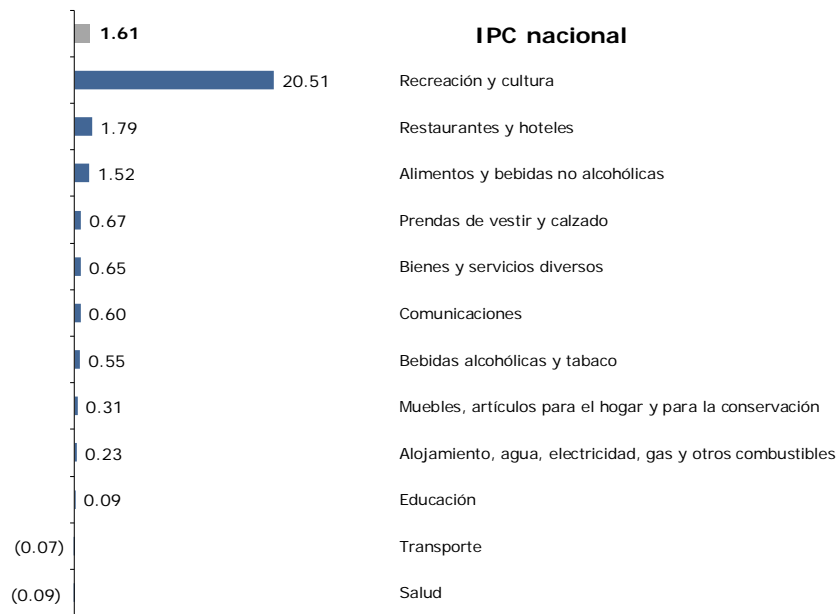 1.61 IPC nacional
20.51 Recreación y cultura
1.79 Restaurantes y hoteles
1.52 Alimentos y bebidas no alcohólicas
0.67 Prendas de vestir y calzado
0.65 Bienes y servicios diversos
0.60 Comunicaciones
0.55 Bebidas alcohólicas y tabaco
0.31 Muebles, artículos para el hogar y para la conservación
0.23 Alojamiento, agua, electricidad, gas y otros combustibles
0.09 Educación
(0.07) Transporte
(0.09) Salud